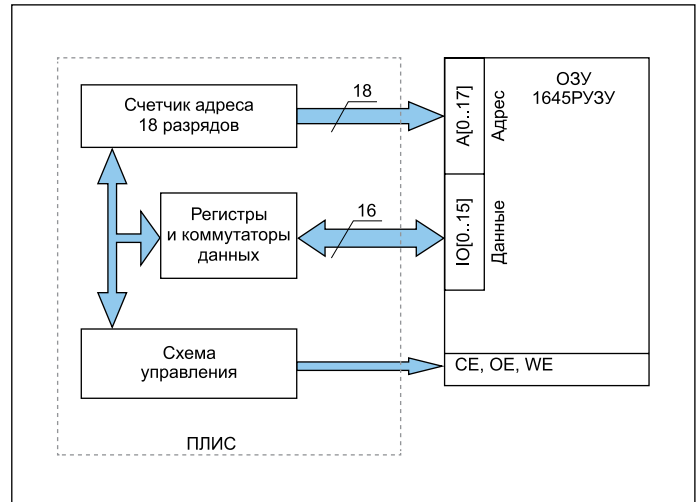 Счетчик адреса
18 разрядов
18
A[0..17]
Адрес
ОЗУ
1645РУЗУ
Регистры
и коммутаторы
данных
16
IO[0..15]
Данные
Схема
управления
CE, OE, WE
ПЛИС